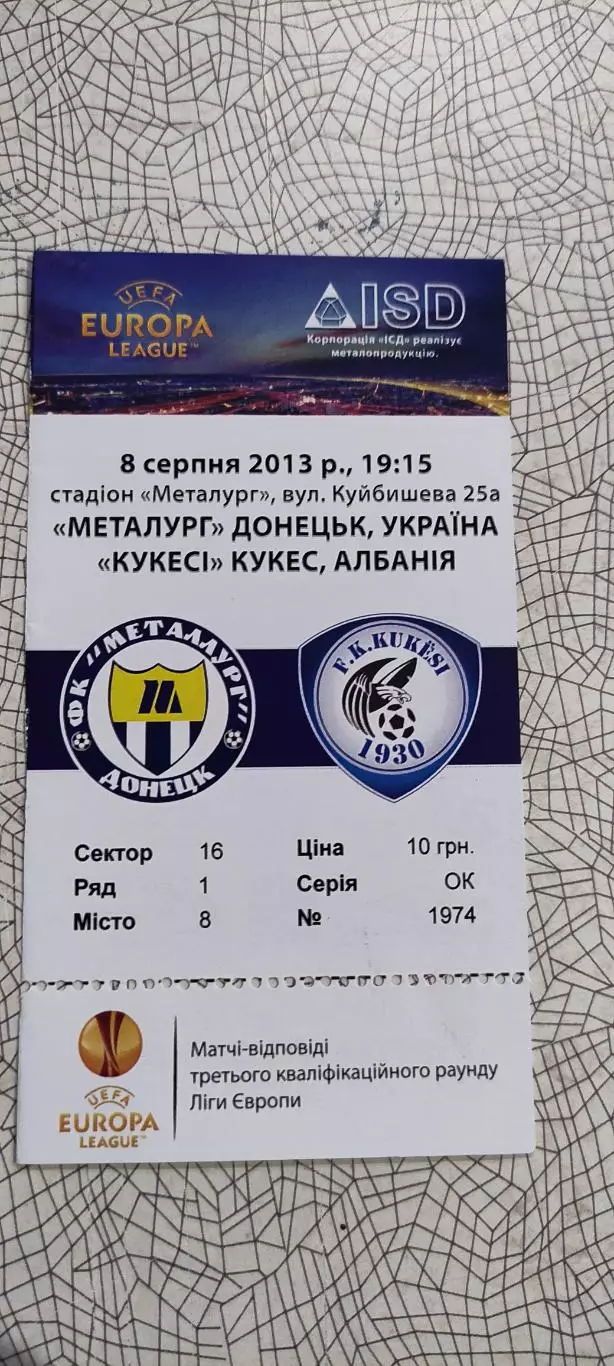 UEFA
EUROPA
LEAGUE™
ISD
Корпорація «ІСД» реалізує
металопродукцію.
8 серпня 2013 р., 19:15
стадіон «Металург», вул. Куйбишева 25а
«МЕТАЛУРГ» ДОНЕЦЬК, УКРАЇНА
«КУКЕСІ» КУКЕС, АЛБАНІЯ
ФК "МЕТАЛЛУРГ"
ДОНЕЦК
F.K.KUKËSI
1930
Сектор 16
Ряд 1
Місто 8
Ціна 10 грн.
Серія ОК
№ 1974
UEFA
EUROPA
LEAGUE™
Матчі-відповіді
третього кваліфікаційного раунду
Ліги Європи